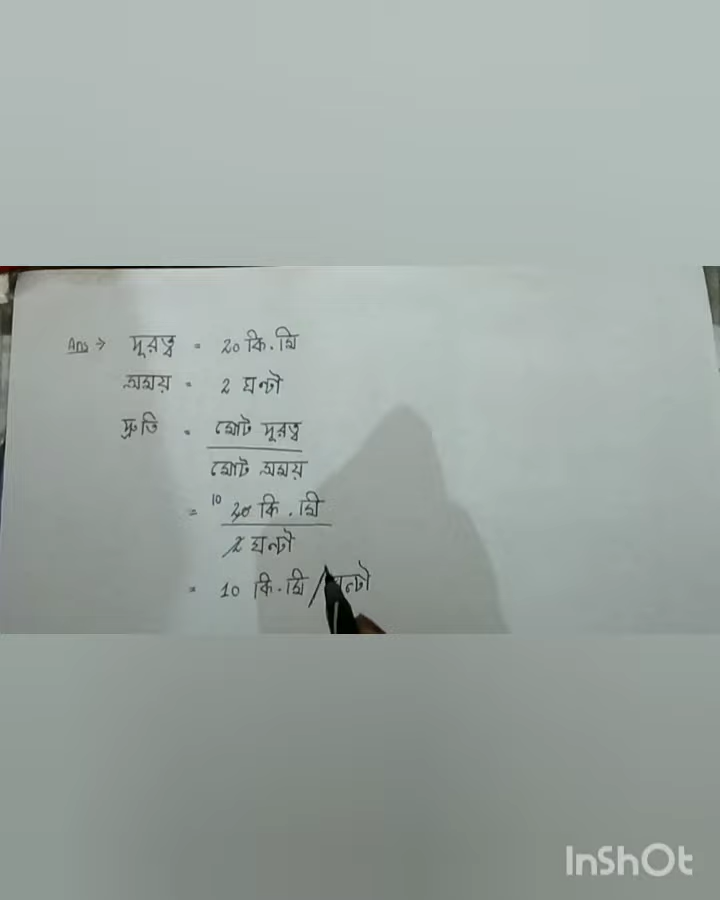 Ans → দূরত্ব = 20 কি.মি
সময় = 2 ঘন্টা
দ্রুতি = মোট দূরত্ব
মোট সময়
= 10 20 কি.মি
2 ঘন্টা
= 10 কি.মি/ঘন্টা
InShOt